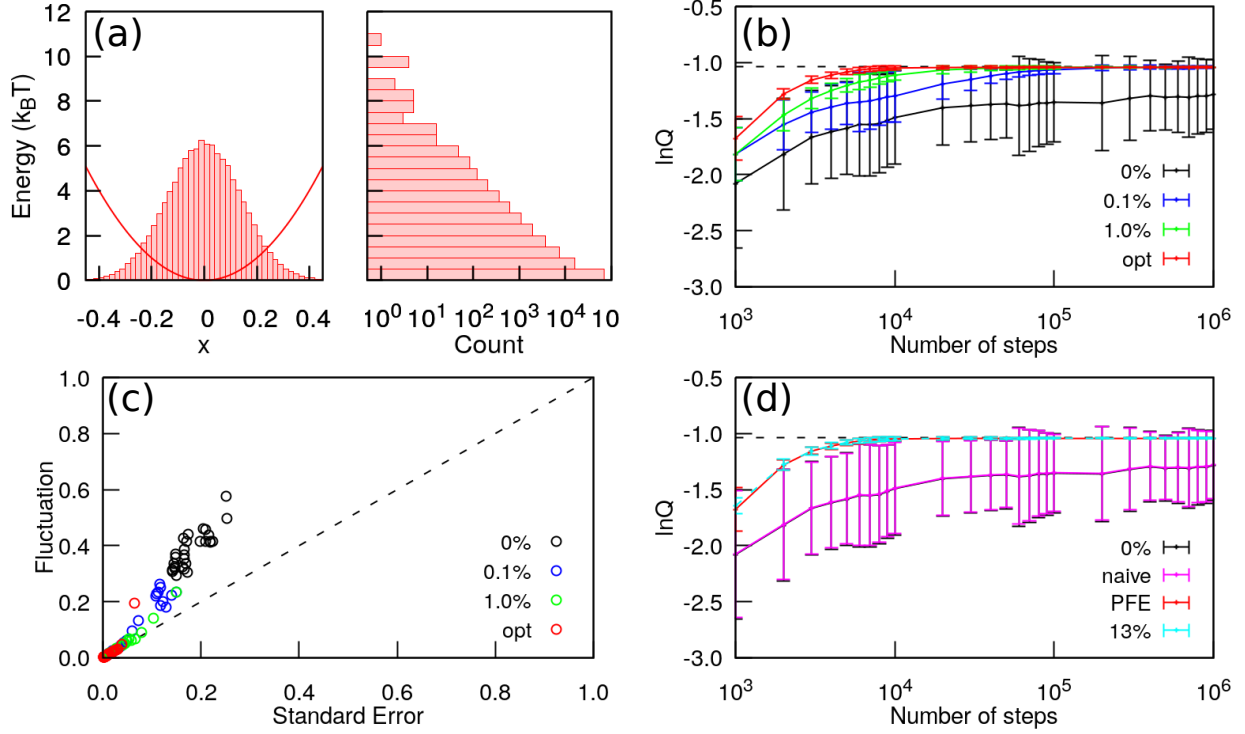 (a)
Energy (kBT)
12
10
8
6
4
2
0
-0.4 -0.2 0 0.2 0.4
x
10^0 10^1 10^2 10^3 10^4 10
Count
(b)
lnQ
-0.5
-1.0
-1.5
-2.0
-2.5
-3.0
0%
0.1%
1.0%
opt
10^3 10^4 10^5 10^6
Number of steps
(c)
Fluctuation
1.0
0.8
0.6
0.4
0.2
0.0
0%
0.1%
1.0%
opt
0.0 0.2 0.4 0.6 0.8 1.0
Standard Error
(d)
lnQ
-0.5
-1.0
-1.5
-2.0
-2.5
-3.0
0%
naive
PFE
13%
10^3 10^4 10^5 10^6
Number of steps